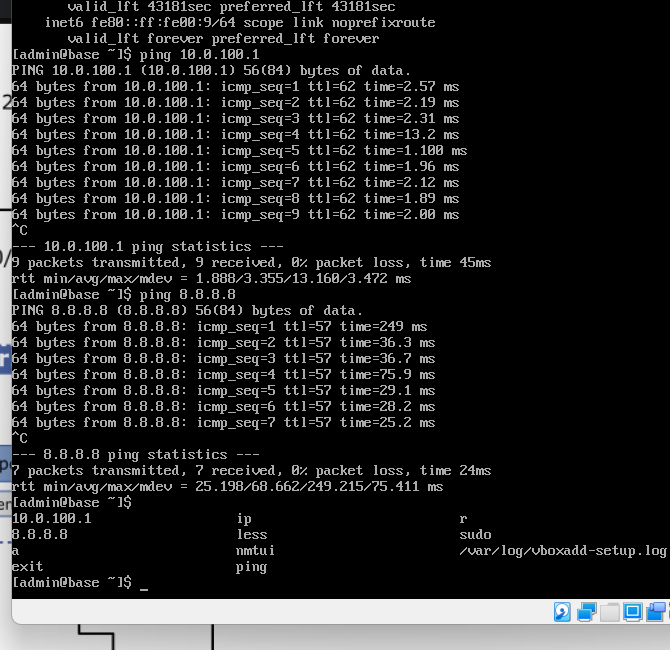 valid_lft 43181sec preferred_lft 43181sec
inet6 fe80::ff:fe00:9/64 scope link noprefixroute
valid_lft forever preferred_lft forever
[admin@base ~]$ ping 10.0.100.1
PING 10.0.100.1 (10.0.100.1) 56(84) bytes of data.
64 bytes from 10.0.100.1: icmp_seq=1 ttl=62 time=2.57 ms
64 bytes from 10.0.100.1: icmp_seq=2 ttl=62 time=2.19 ms
64 bytes from 10.0.100.1: icmp_seq=3 ttl=62 time=2.31 ms
64 bytes from 10.0.100.1: icmp_seq=4 ttl=62 time=13.2 ms
64 bytes from 10.0.100.1: icmp_seq=5 ttl=62 time=1.100 ms
64 bytes from 10.0.100.1: icmp_seq=6 ttl=62 time=1.96 ms
64 bytes from 10.0.100.1: icmp_seq=7 ttl=62 time=2.12 ms
64 bytes from 10.0.100.1: icmp_seq=8 ttl=62 time=1.89 ms
64 bytes from 10.0.100.1: icmp_seq=9 ttl=62 time=2.00 ms
^C
--- 10.0.100.1 ping statistics ---
9 packets transmitted, 9 received, 0% packet loss, time 45ms
rtt min/avg/max/mdev = 1.888/3.355/13.160/3.472 ms
[admin@base ~]$ ping 8.8.8.8
PING 8.8.8.8 (8.8.8.8) 56(84) bytes of data.
64 bytes from 8.8.8.8: icmp_seq=1 ttl=57 time=249 ms
64 bytes from 8.8.8.8: icmp_seq=2 ttl=57 time=36.3 ms
64 bytes from 8.8.8.8: icmp_seq=3 ttl=57 time=36.7 ms
64 bytes from 8.8.8.8: icmp_seq=4 ttl=57 time=75.9 ms
64 bytes from 8.8.8.8: icmp_seq=5 ttl=57 time=29.1 ms
64 bytes from 8.8.8.8: icmp_seq=6 ttl=57 time=28.2 ms
64 bytes from 8.8.8.8: icmp_seq=7 ttl=57 time=25.2 ms
^C
--- 8.8.8.8 ping statistics ---
7 packets transmitted, 7 received, 0% packet loss, time 24ms
rtt min/avg/max/mdev = 25.198/68.662/249.215/75.411 ms
[admin@base ~]$
10.0.100.1 ip r
8.8.8.8 less sudo
a nmtui /var/log/vboxadd-setup.log
exit ping
[admin@base ~]$ _